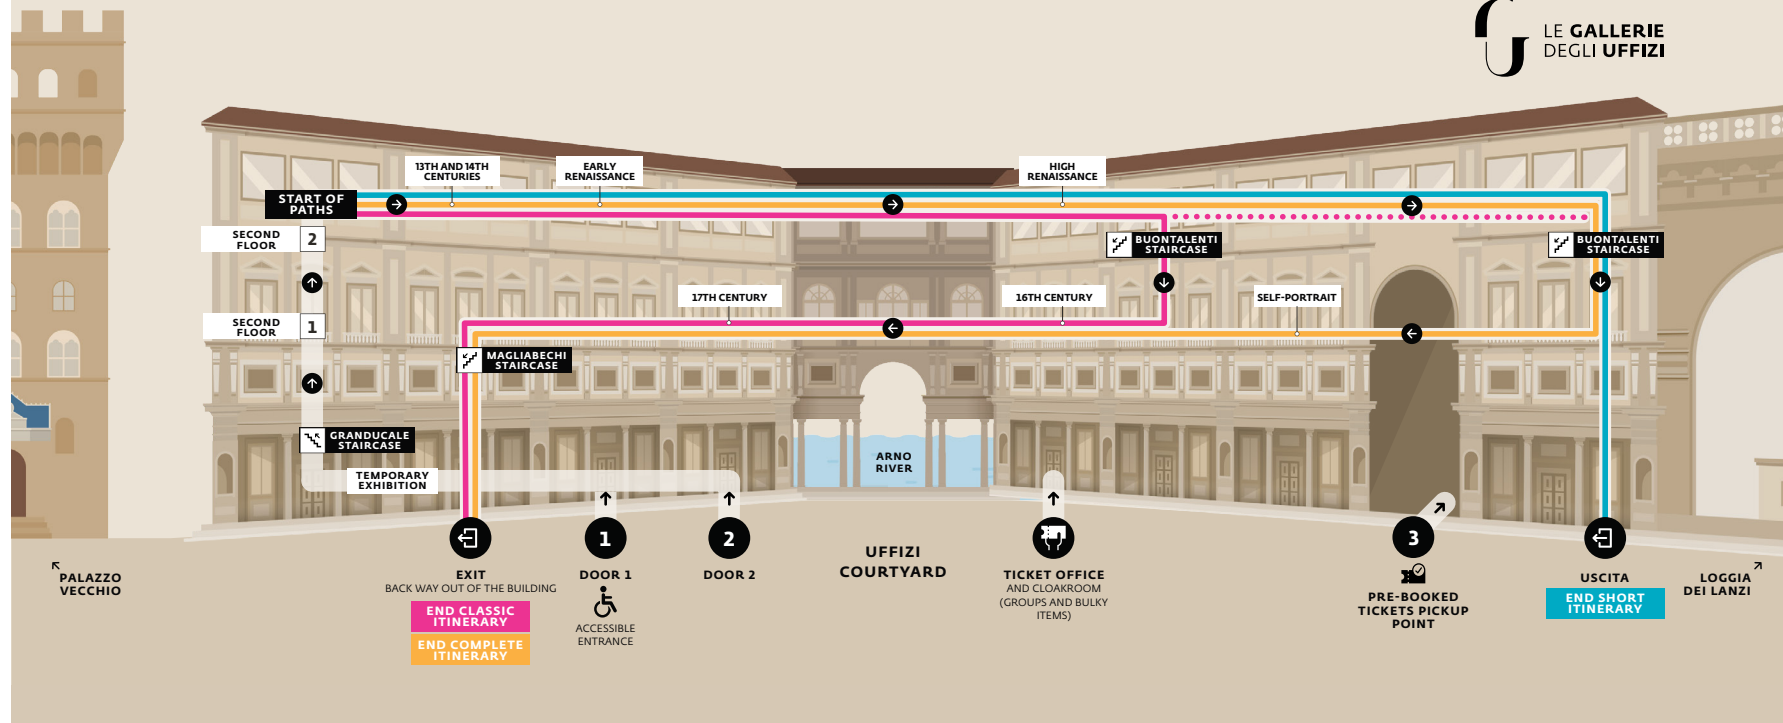 LE GALLERIE
DEGLI UFFIZI
13TH AND 14TH
CENTURIES
EARLY
RENAISSANCE
HIGH
RENAISSANCE
START OF
PATHS
SECOND
FLOOR
2
BUONTALENTI
STAIRCASE
BUONTALENTI
STAIRCASE
17TH CENTURY
16TH CENTURY
SELF-PORTRAIT
SECOND
FLOOR
1
MAGLIABECHI
STAIRCASE
GRANDUCALE
STAIRCASE
TEMPORARY
EXHIBITION
ARNO
RIVER
1
2
3
UFFIZI
COURTYARD
PALAZZO
VECCHIO
EXIT
BACK WAY OUT OF THE BUILDING
END CLASSIC
ITINERARY
END COMPLETE
ITINERARY
DOOR 1
ACCESSIBLE
ENTRANCE
DOOR 2
TICKET OFFICE
AND CLOAKROOM
(GROUPS AND BULKY
ITEMS)
PRE-BOOKED
TICKETS PICKUP
POINT
USCITA
END SHORT
ITINERARY
LOGGIA
DEI LANZI